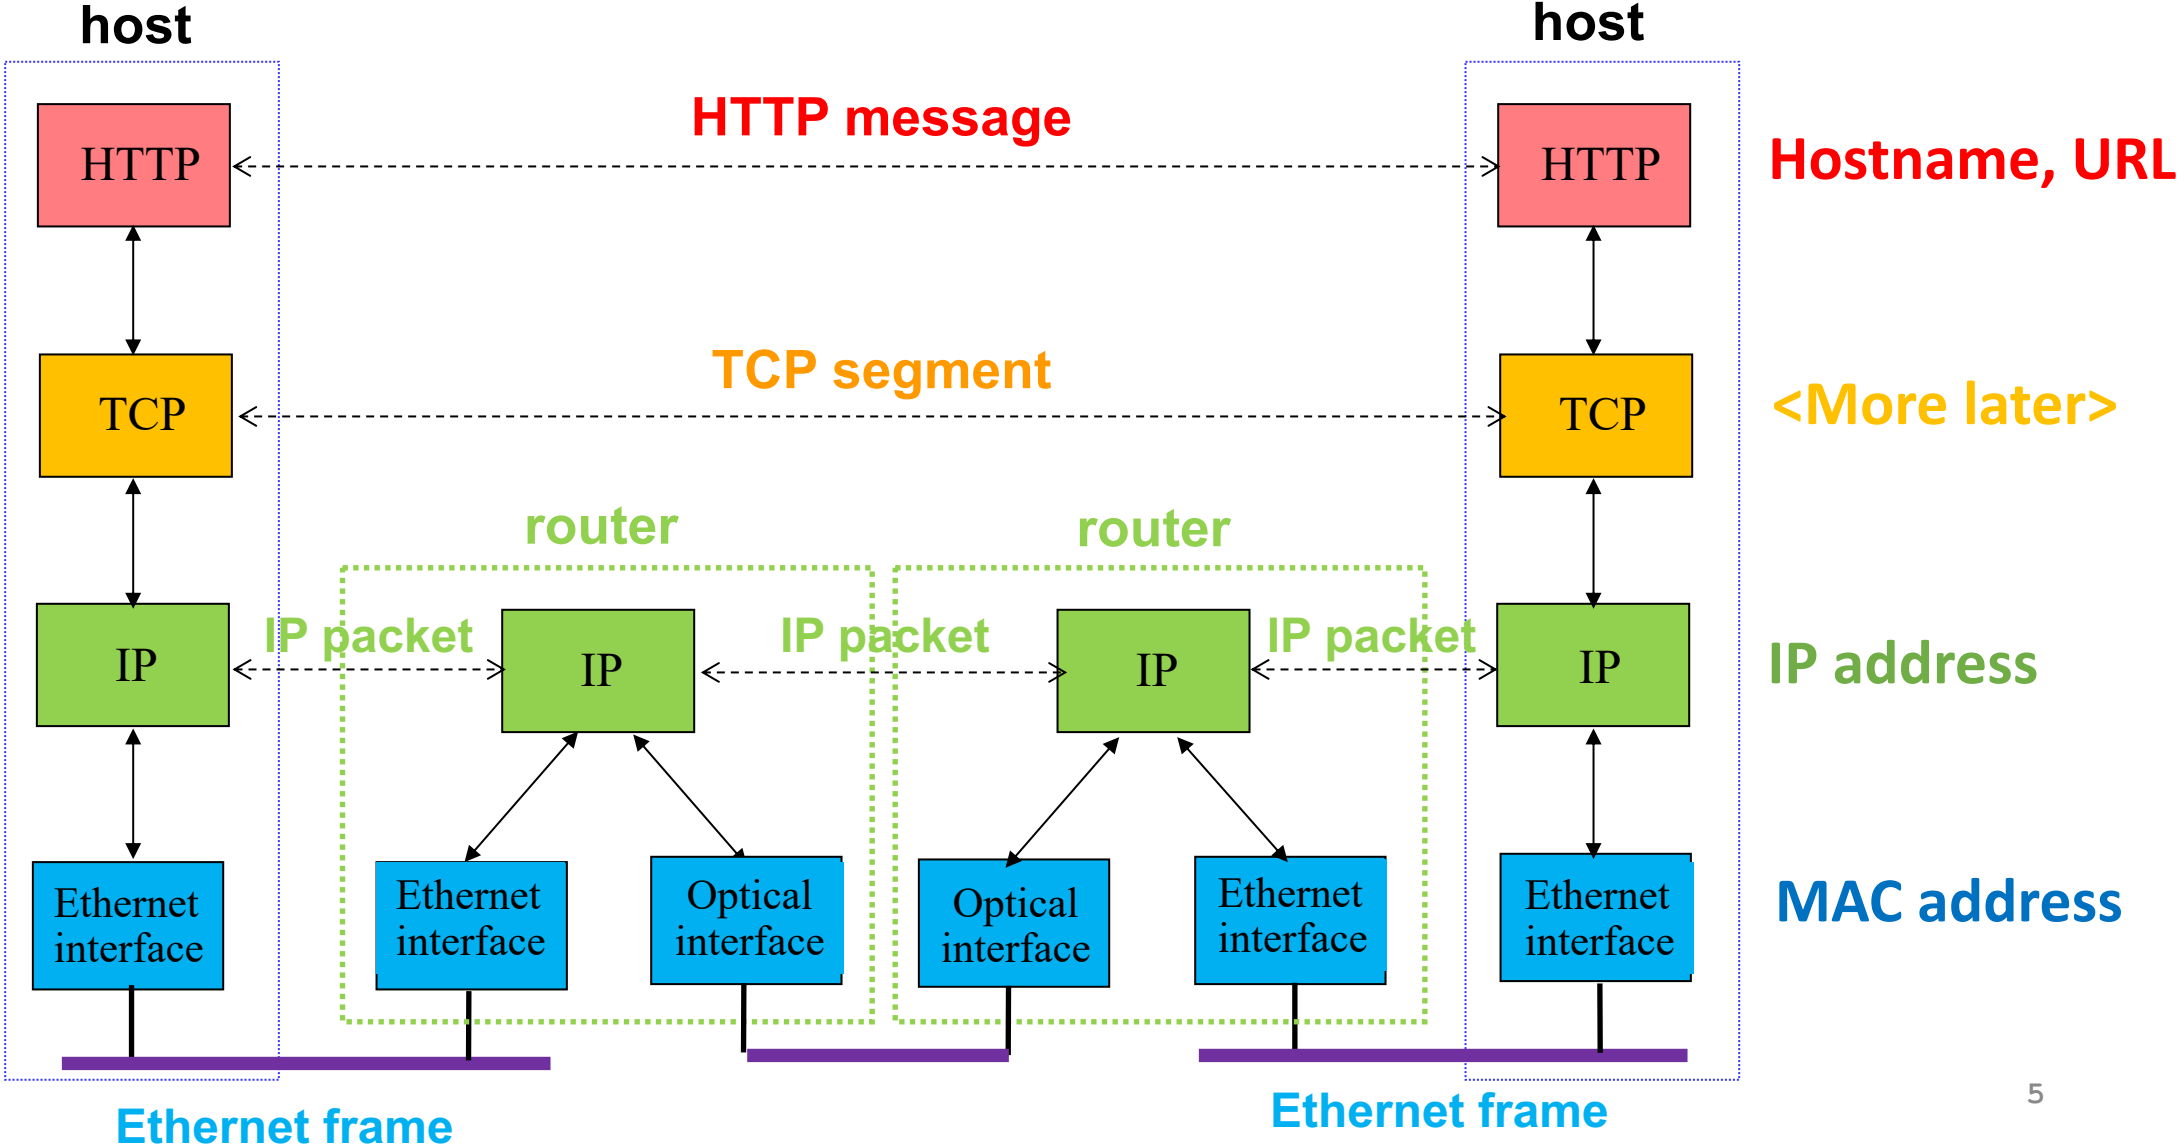 host
host
HTTP message
HTTP
HTTP
Hostname, URL
TCP segment
TCP
TCP
<More later>
router
router
IP packet
IP packet
IP packet
IP
IP
IP
IP
IP address
Ethernet
interface
Ethernet
interface
Optical
interface
Optical
interface
Ethernet
interface
Ethernet
interface
MAC address
Ethernet frame
Ethernet frame
5